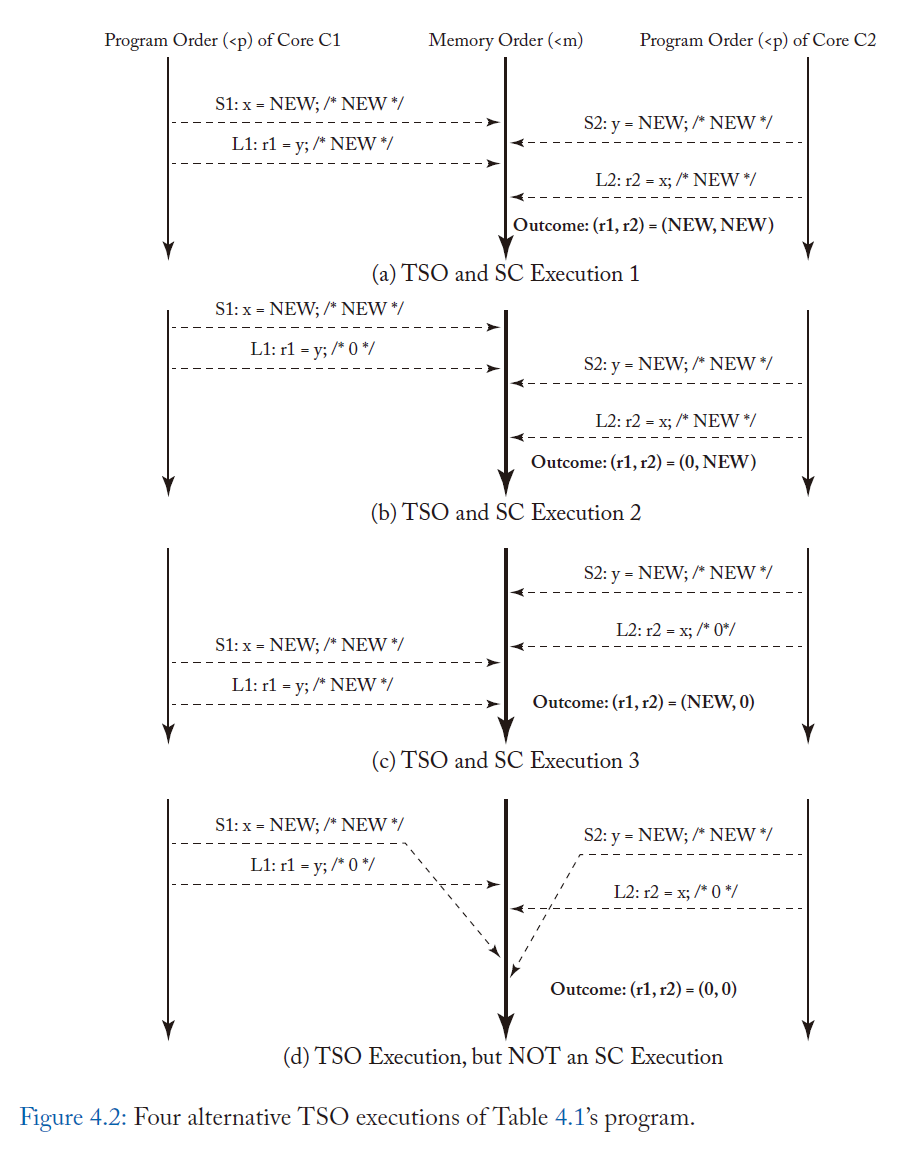 Program Order (<p) of Core C1
Memory Order (<m)
Program Order (<p) of Core C2
S1: x = NEW; /* NEW */
S2: y = NEW; /* NEW */
L1: r1 = y; /* NEW */
L2: r2 = x; /* NEW */
Outcome: (r1, r2) = (NEW, NEW)
(a) TSO and SC Execution 1
S1: x = NEW; /* NEW */
L1: r1 = y; /* 0 */
S2: y = NEW; /* NEW */
L2: r2 = x; /* NEW */
Outcome: (r1, r2) = (0, NEW)
(b) TSO and SC Execution 2
S2: y = NEW; /* NEW */
L2: r2 = x; /* 0*/
S1: x = NEW; /* NEW */
L1: r1 = y; /* NEW */
Outcome: (r1, r2) = (NEW, 0)
(c) TSO and SC Execution 3
S1: x = NEW; /* NEW */
S2: y = NEW; /* NEW */
L1: r1 = y; /* 0 */
L2: r2 = x; /* 0 */
Outcome: (r1, r2) = (0, 0)
(d) TSO Execution, but NOT an SC Execution
Figure 4.2: Four alternative TSO executions of Table 4.1’s program.